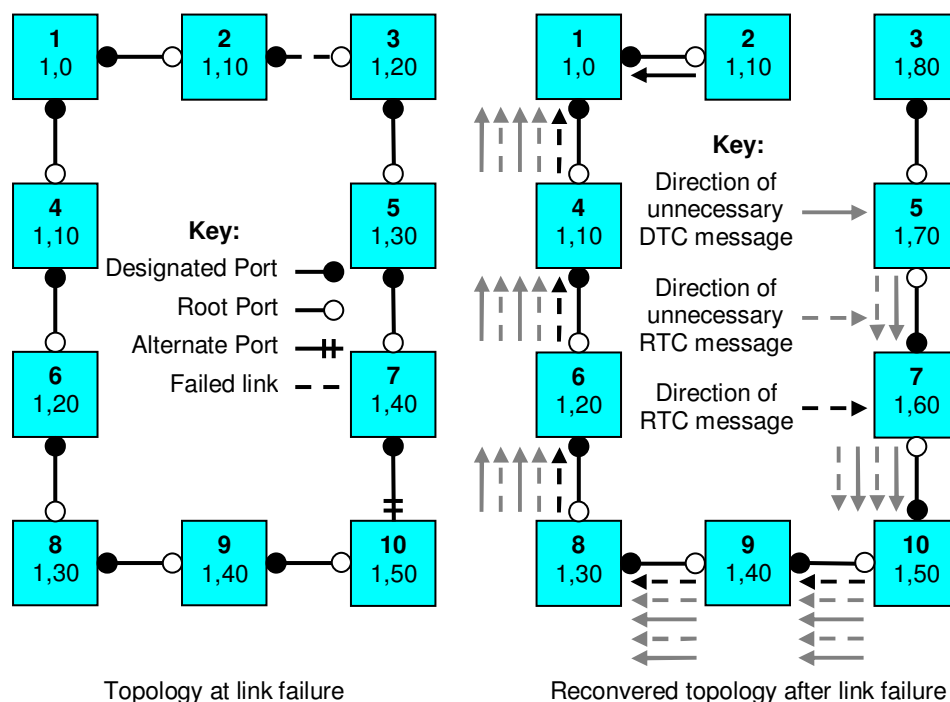 1
1,0
2
1,10
3
1,20
4
1,10
Key:
Designated Port
Root Port
Alternate Port
Failed link
5
1,30
6
1,20
7
1,40
8
1,30
9
1,40
10
1,50
Topology at link failure
1
1,0
2
1,10
3
1,80
Key:
Direction of
unnecessary
DTC message
4
1,10
5
1,70
Direction of
unnecessary
RTC message
6
1,20
Direction of
RTC message
7
1,60
8
1,30
9
1,40
10
1,50
Reconvered topology after link failure